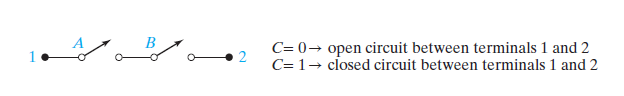 A B
1 2
C= 0→ open circuit between terminals 1 and 2
C= 1→ closed circuit between terminals 1 and 2